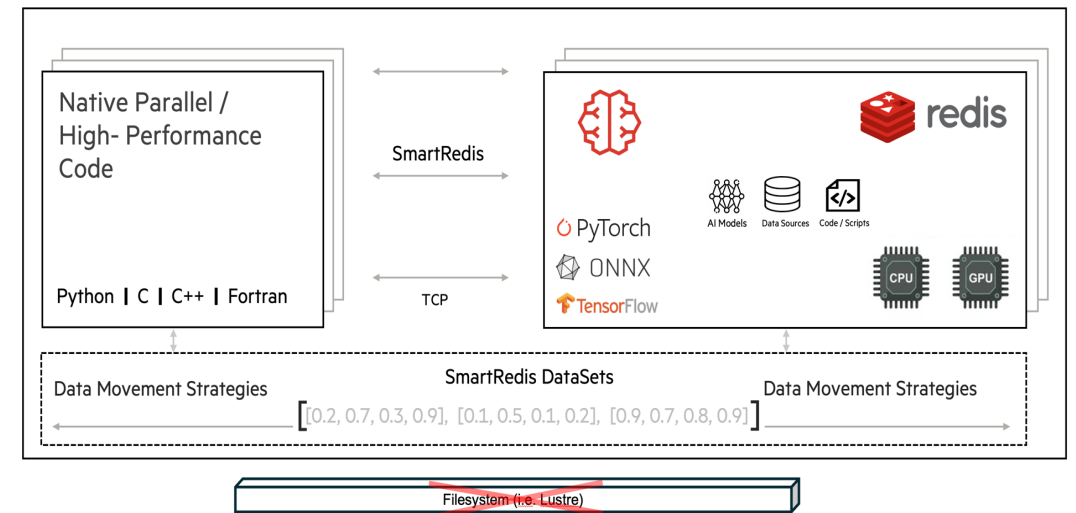 Native Parallel /
High- Performance
Code
Python | C | C++ | Fortran
SmartRedis
TCP
redis
AI Models
Data Sources
Code / Scripts
PyTorch
ONNX
TensorFlow
CPU
GPU
Data Movement Strategies
SmartRedis DataSets
Data Movement Strategies
[[0.2, 0.7, 0.3, 0.9], [0.1, 0.5, 0.1, 0.2], [0.9, 0.7, 0.8, 0.9]]
Filesystem (i.e. Lustre)